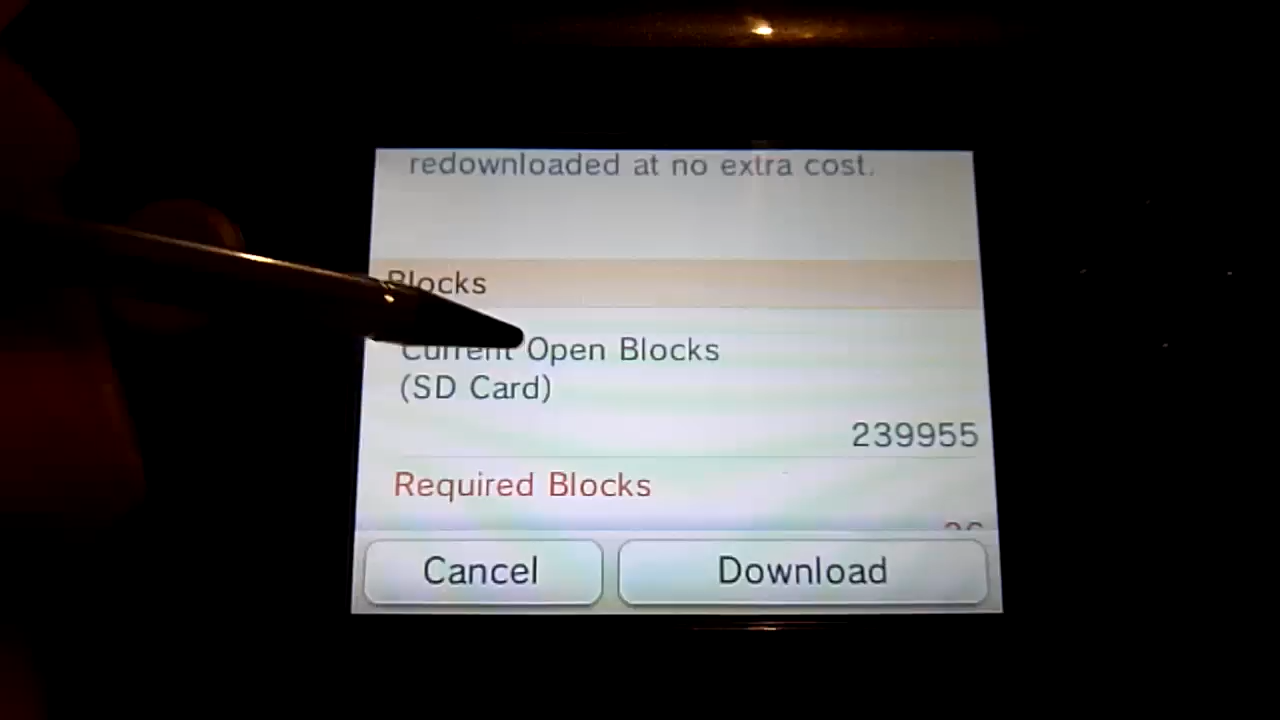 redownloaded at no extra cost.
Blocks
Current Open Blocks
(SD Card)
239955
Required Blocks
Cancel
Download